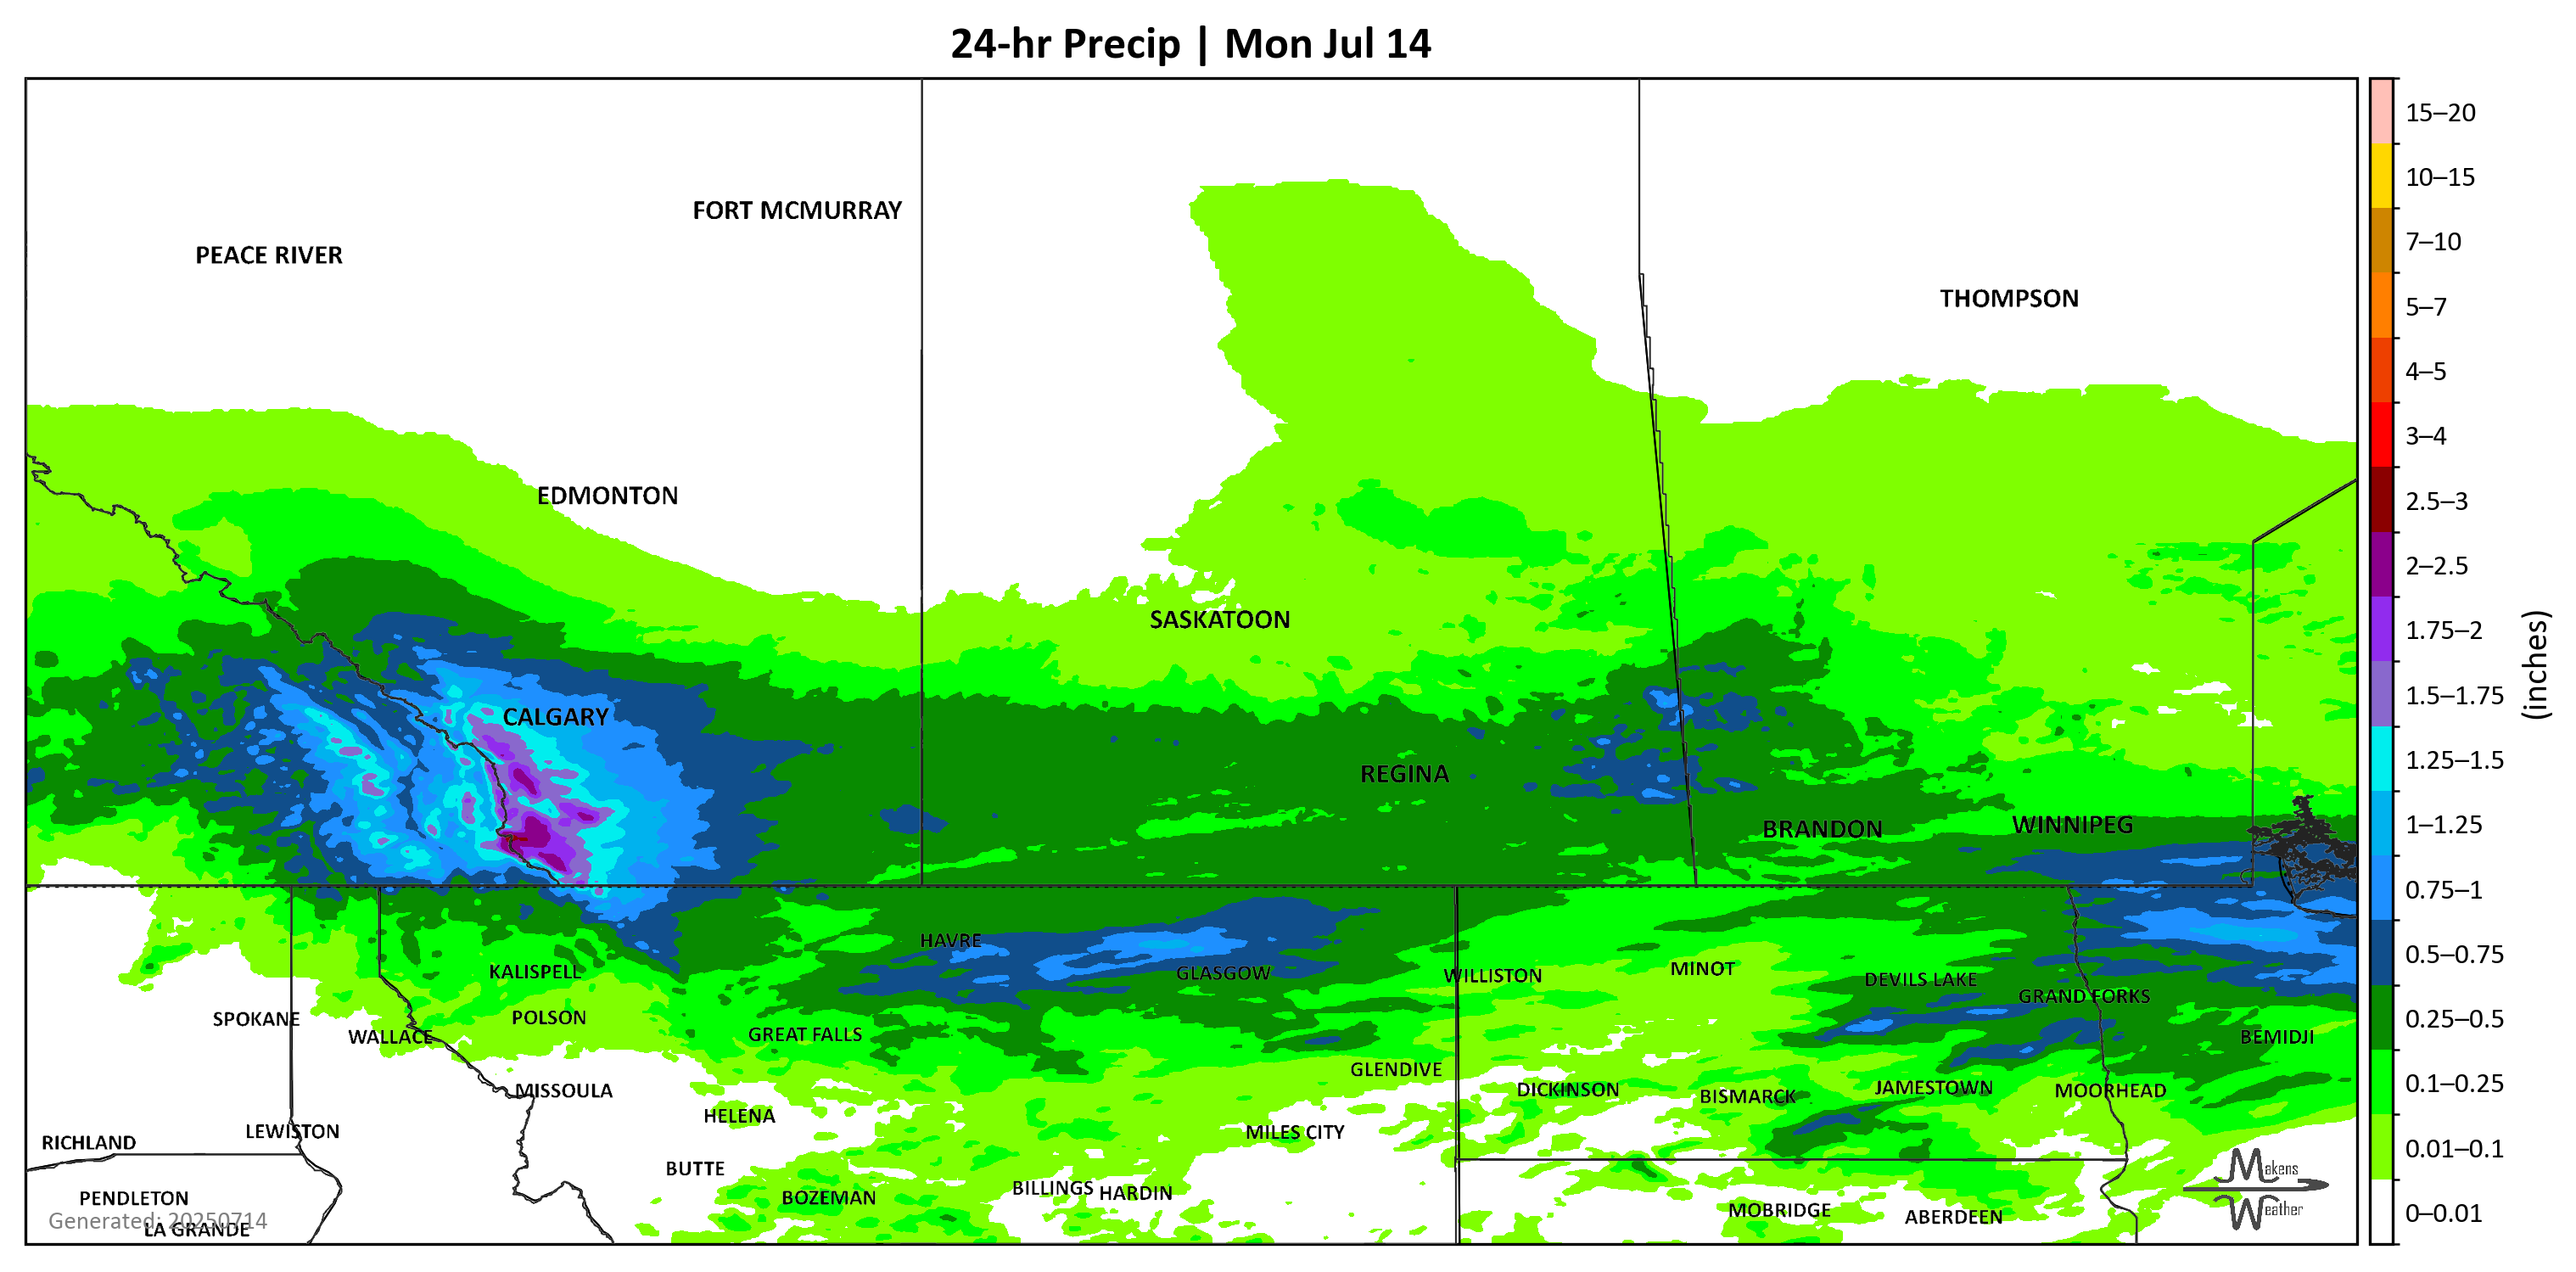 24-hr Precip | Mon Jul 14
FORT MCMURRAY
PEACE RIVER
THOMPSON
EDMONTON
SASKATOON
CALGARY
REGINA
BRANDON
WINNIPEG
HAVRE
KALISPELL
GLASGOW
WILLISTON
MINOT
DEVILS LAKE
GRAND FORKS
SPOKANE
WALLACE
POLSON
GREAT FALLS
BEMIDJI
GLENDIVE
MISSOULA
DICKINSON
BISMARCK
JAMESTOWN
MOORHEAD
HELENA
RICHLAND
LEWISTON
MILES CITY
BUTTE
PENDLETON
BOZEMAN
BILLINGS
HARDIN
MOBRIDGE
ABERDEEN
Generated: 20250714
LA GRANDE
Makens
Weather
15–20
10–15
7–10
5–7
4–5
3–4
2.5–3
2–2.5
1.75–2
1.5–1.75
1.25–1.5
1–1.25
0.75–1
0.5–0.75
0.25–0.5
0.1–0.25
0.01–0.1
0–0.01
(inches)